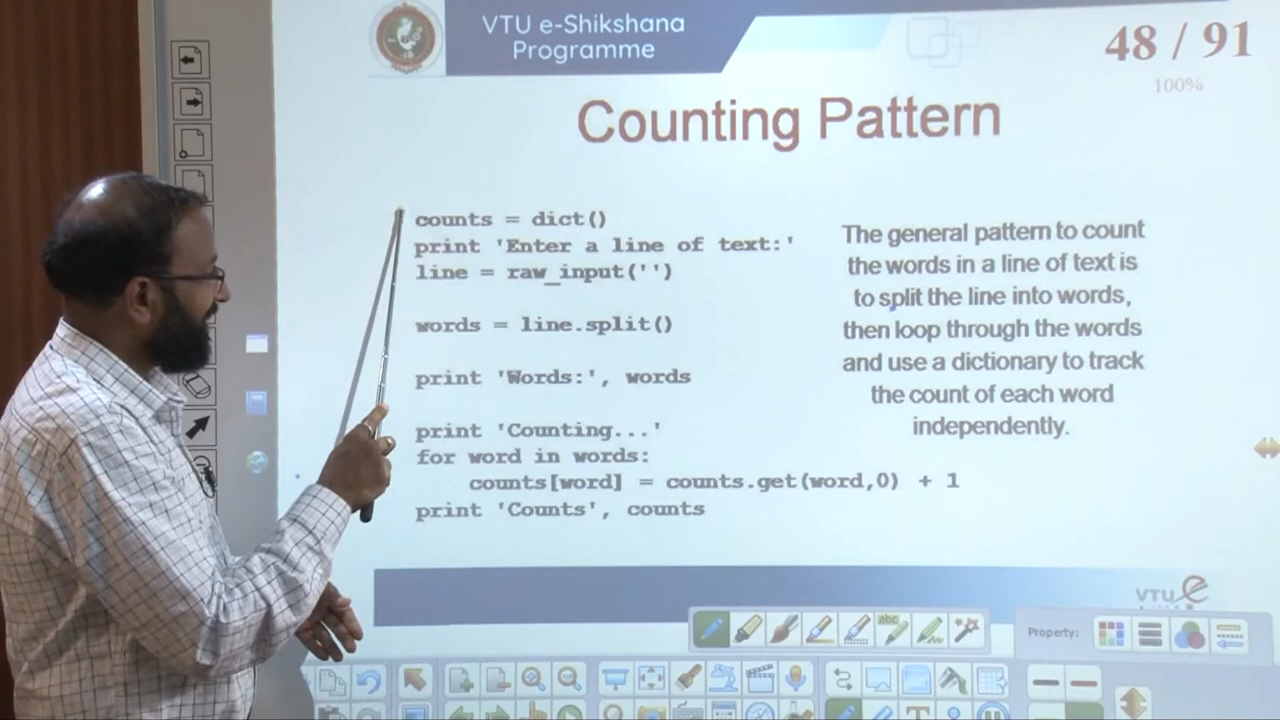 VTU e-Shikshana
Programme
48 / 91
100%
Counting Pattern
counts = dict()
print 'Enter a line of text:'
line = raw_input('')
words = line.split()
print 'Words:', words
print 'Counting...'
for word in words:
counts[word] = counts.get(word,0) + 1
print 'Counts', counts
The general pattern to count
the words in a line of text is
to split the line into words,
then loop through the words
and use a dictionary to track
the count of each word
independently.
VTU e
abc
Property: